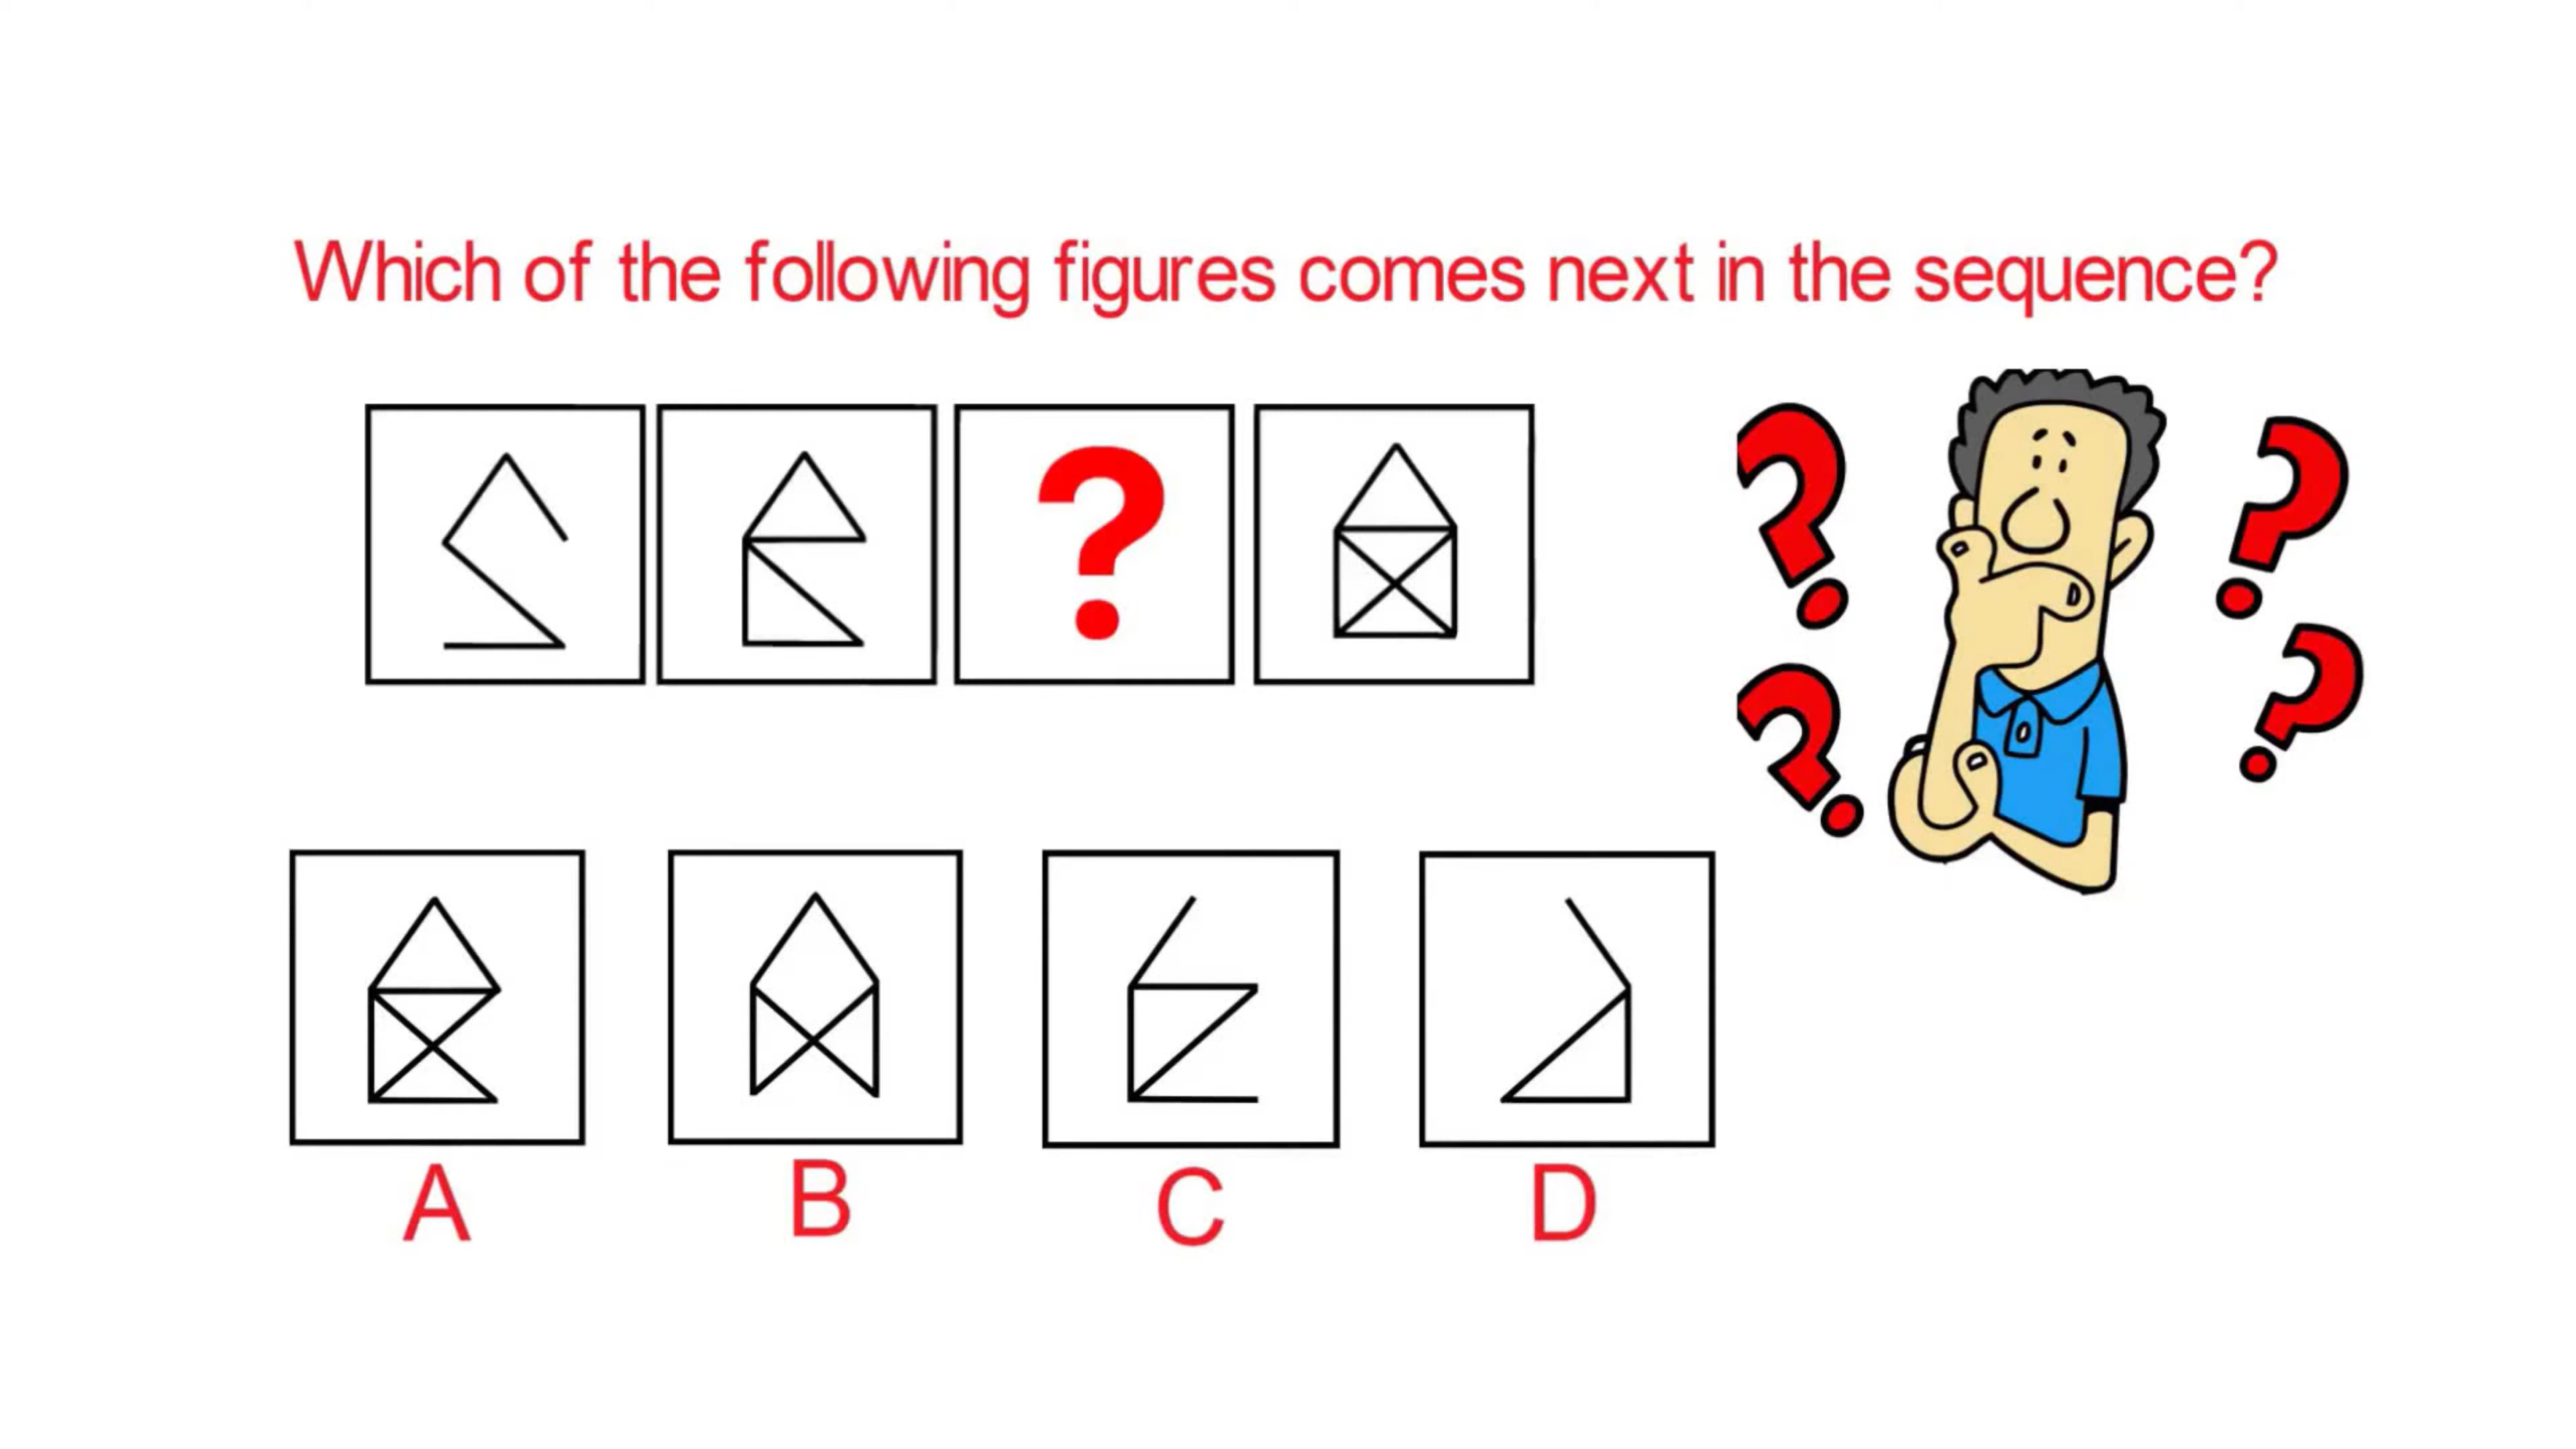 Which of the following figures comes next in the sequence?
?
A B C D